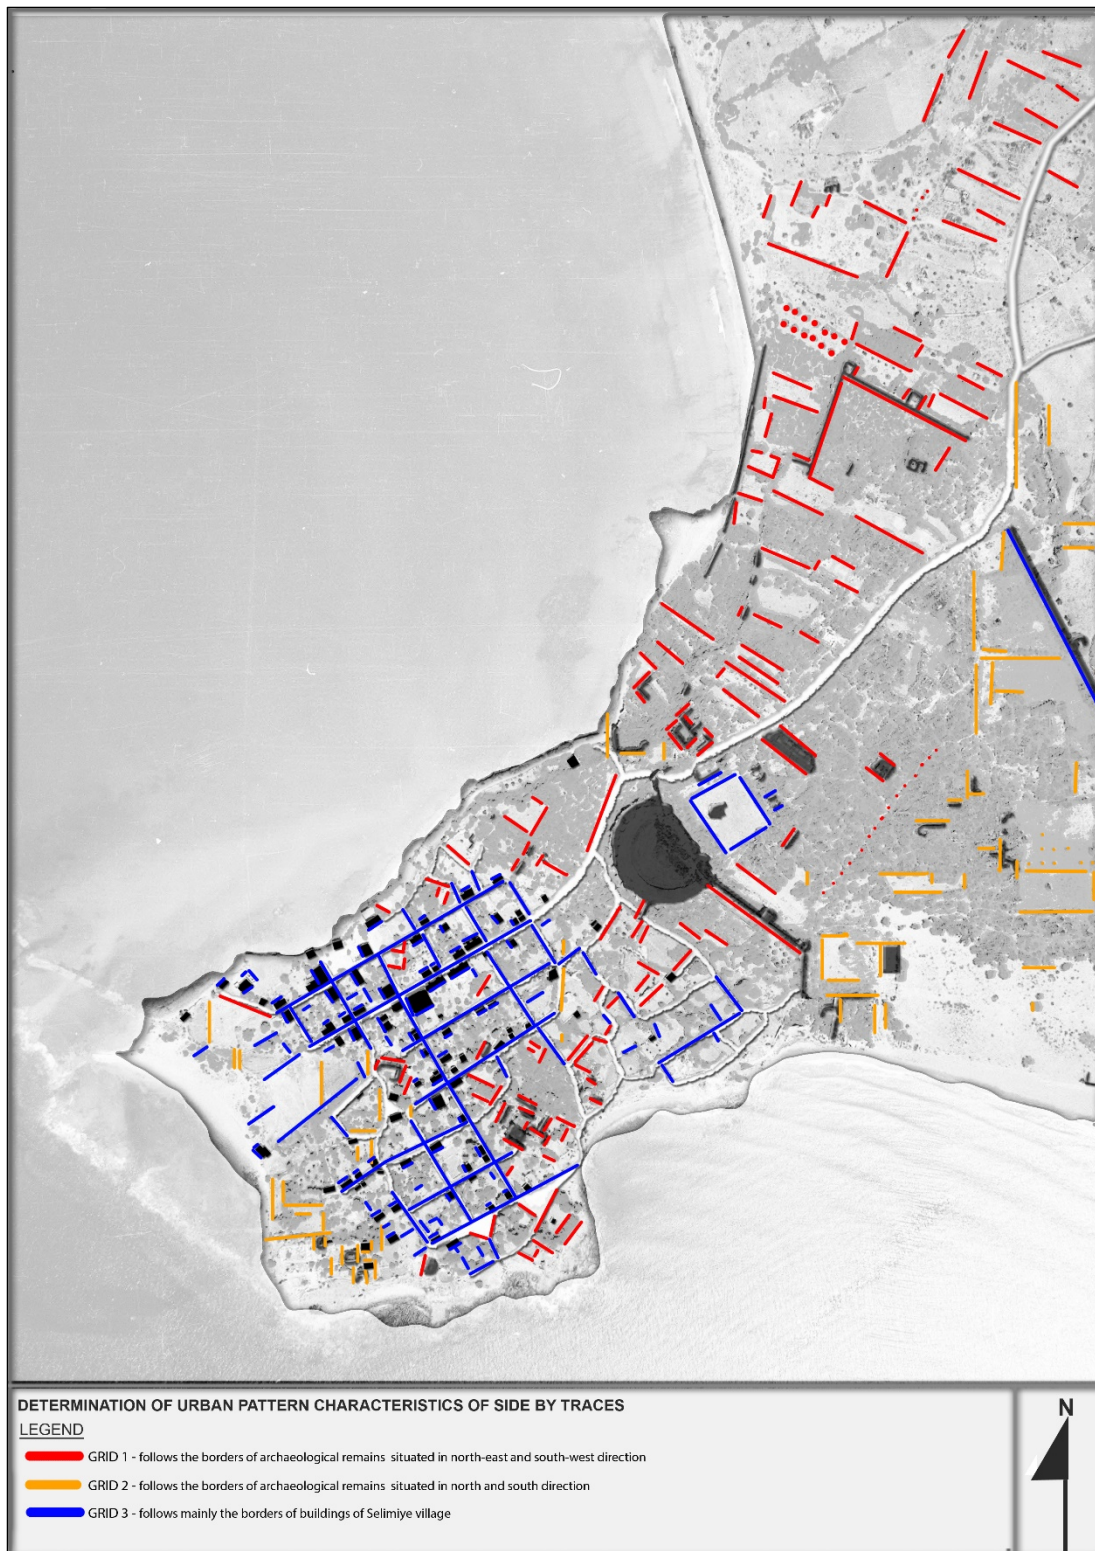 DETERMINATION OF URBAN PATTERN CHARACTERISTICS OF SIDE BY TRACES
N
LEGEND
GRID 1 - follows the borders of archaeological remains situated in north-east and south-west direction
GRID 2 - follows the borders of archaeological remains situated in north and south direction
GRID 3 - follows mainly the borders of buildings of Selimiye village